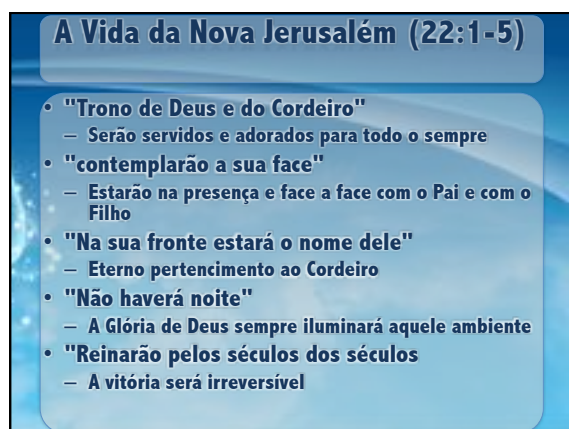 A Vida da Nova Jerusalém (22:1-5)
• "Trono de Deus e do Cordeiro"
– Serão servidos e adorados para todo o sempre
• "contemplarão a sua face"
– Estarão na presença e face a face com o Pai e com o
Filho
• "Na sua fronte estará o nome dele"
– Eterno pertencimento ao Cordeiro
• "Não haverá noite"
– A Glória de Deus sempre iluminará aquele ambiente
• "Reinarão pelos séculos dos séculos
– A vitória será irreversível